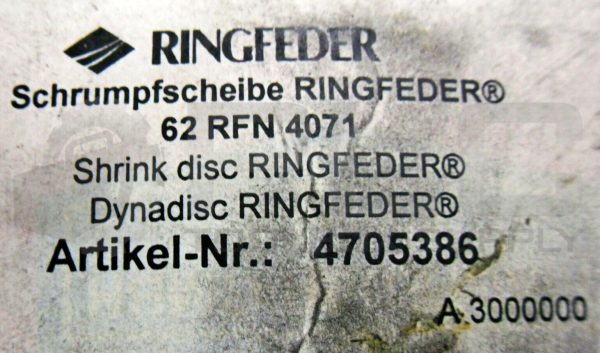 RINGFEDER
Schrumpfscheibe RINGFEDER®
62 RFN 4071
Shrink disc RINGFEDER®
Dynadisc RINGFEDER®
Artikel-Nr.: 4705386
A 3000000